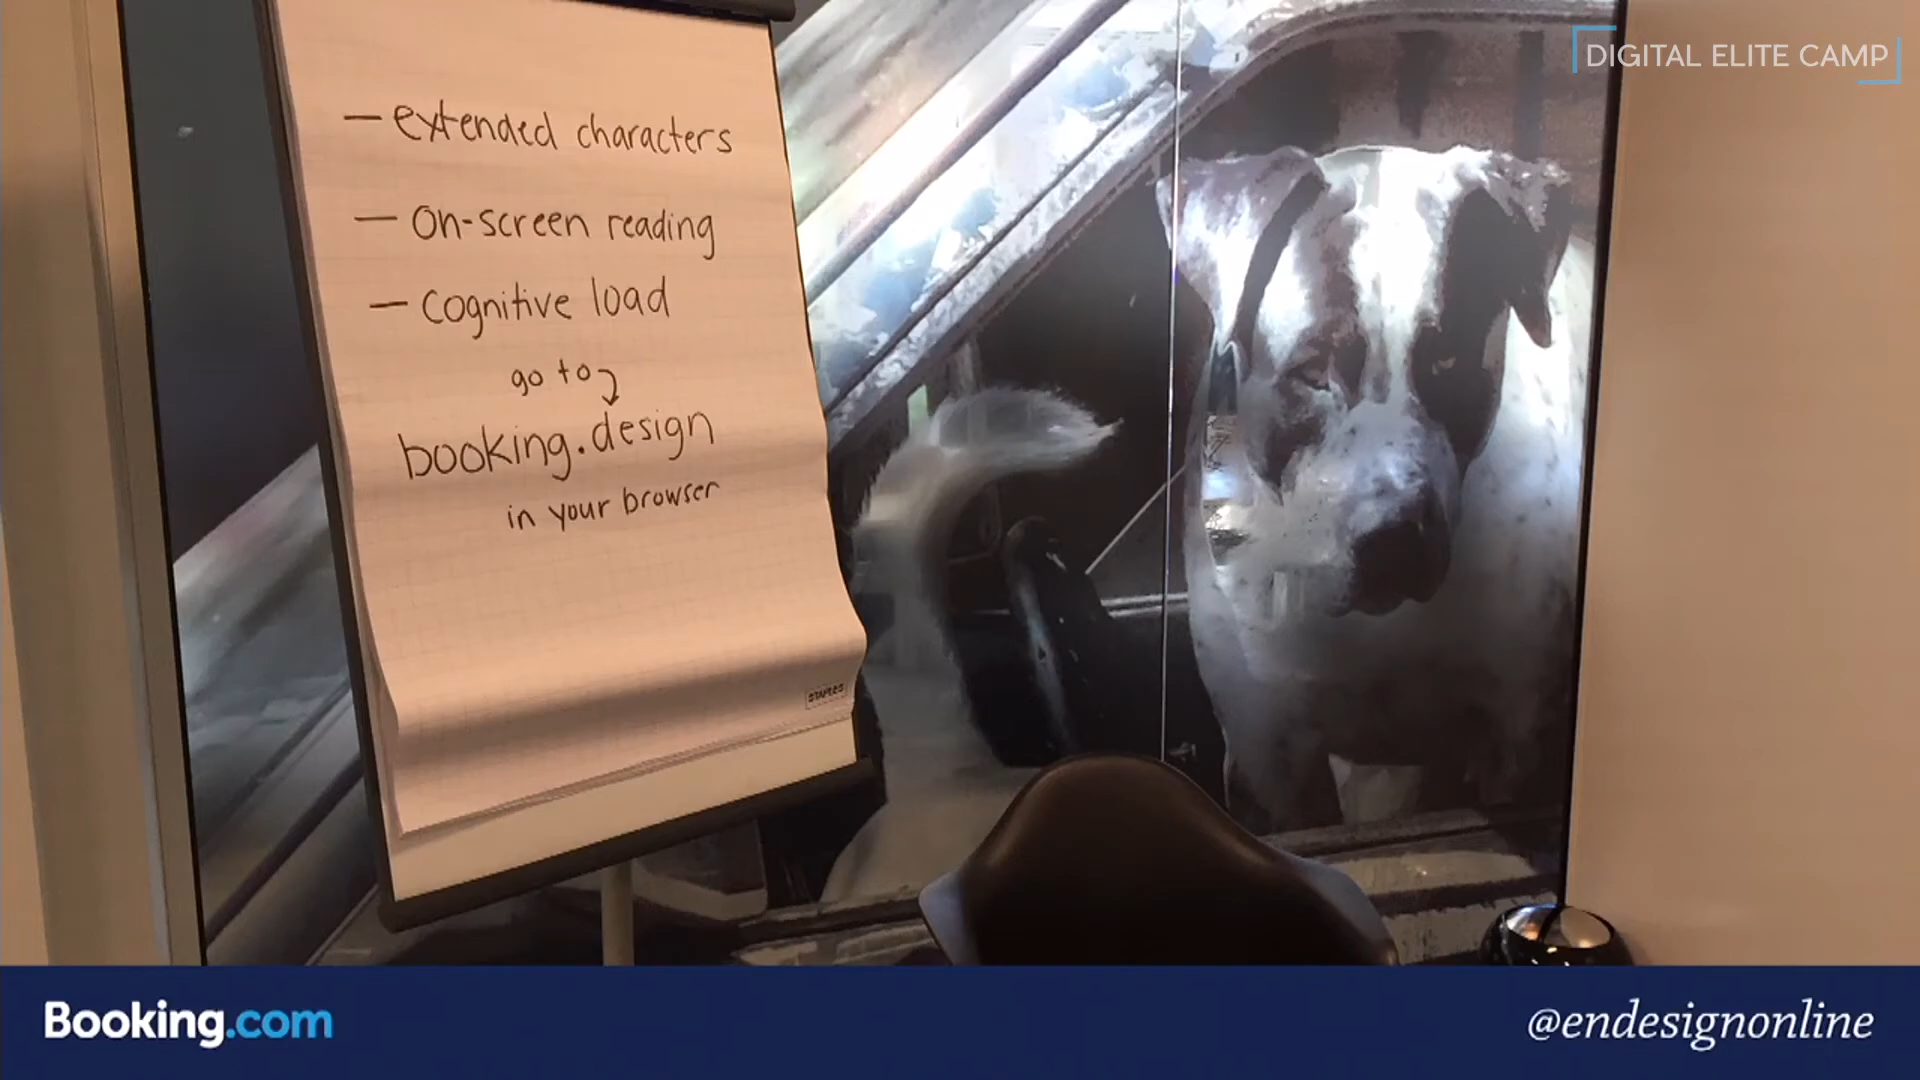 DIGITAL ELITE CAMP
— extended characters
— On-screen reading
— Cognitive load
go to
booking.design
in your browser
STAPLES
Booking.com
@endesignonline